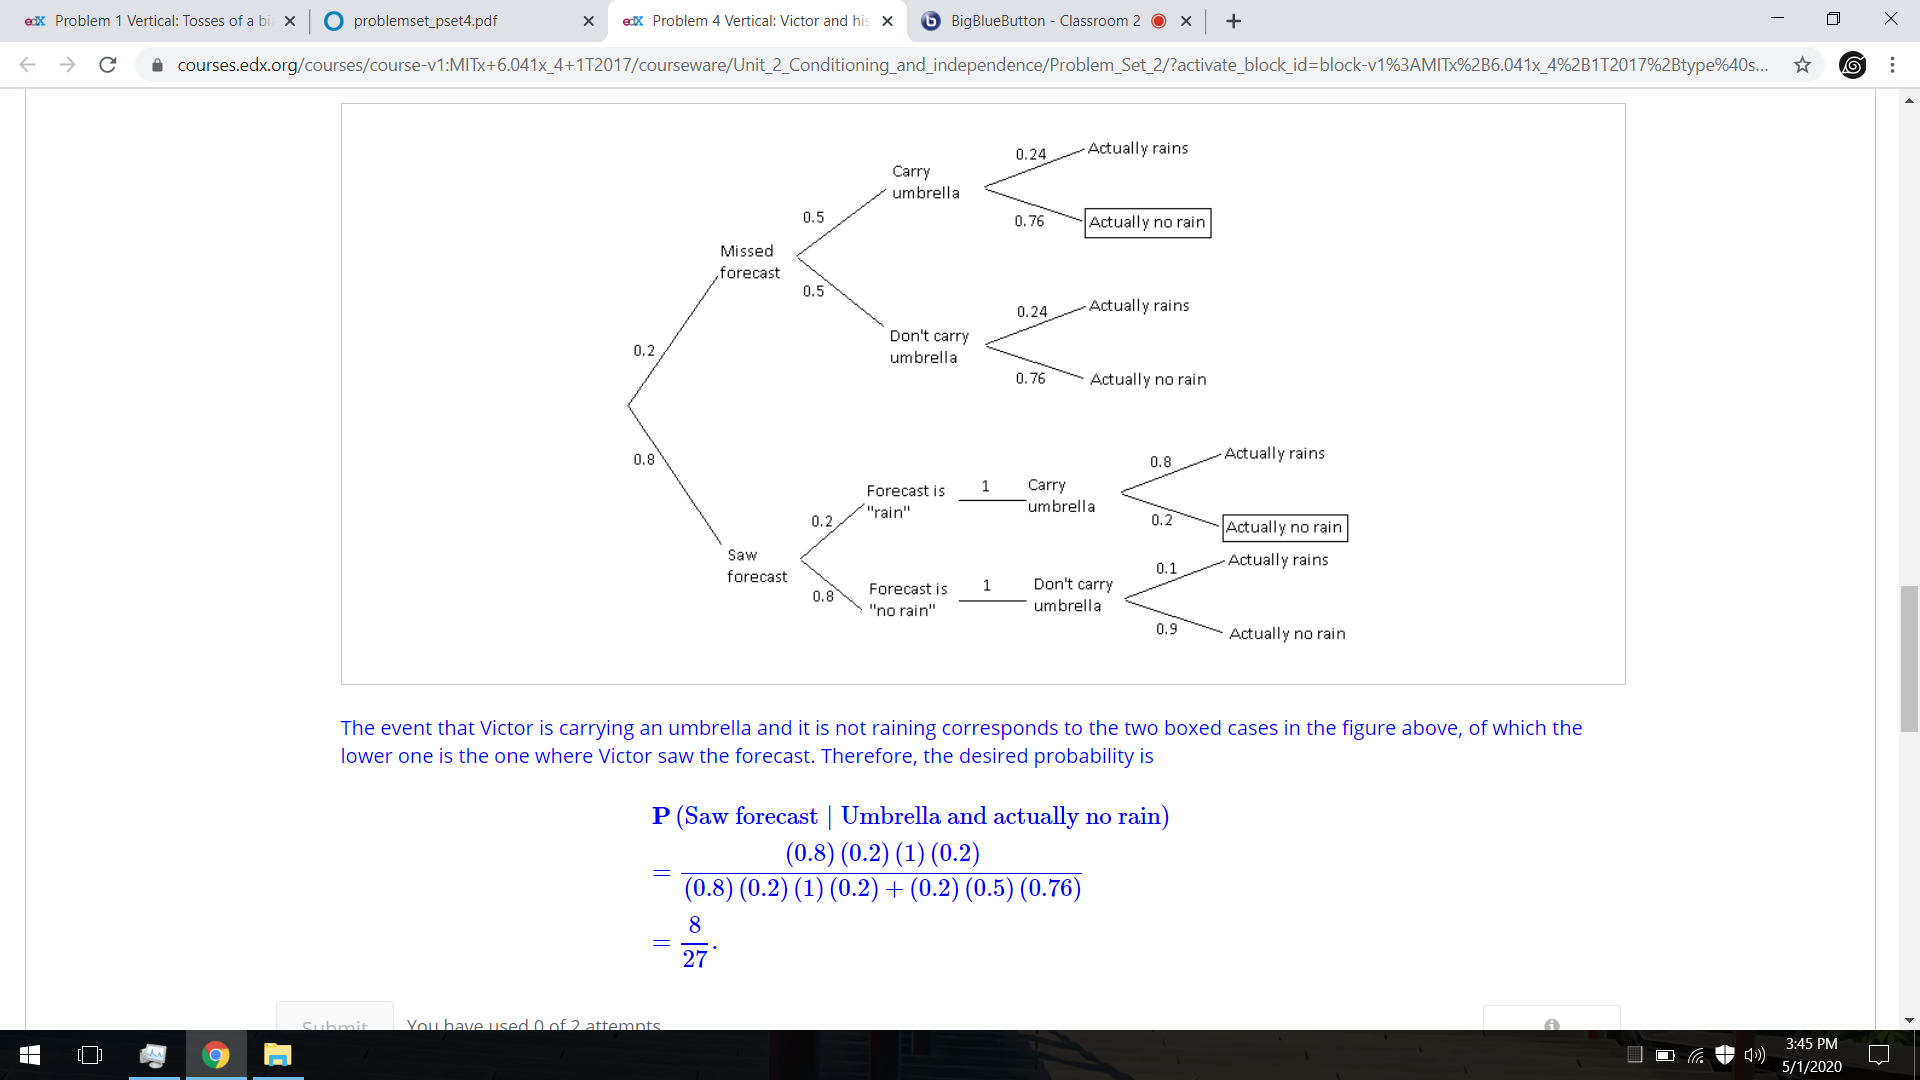 edX Problem 1 Vertical: Tosses of a bi
problemset_pset4.pdf
edX Problem 4 Vertical: Victor and his
BigBlueButton - Classroom 2
courses.edx.org/courses/course-v1:MITx+6.041x_4+1T2017/courseware/Unit_2_Conditioning_and_independence/Problem_Set_2/?activate_block_id=block-v1%3AMITx%2B6.041x_4%2B1T2017%2Btype%40s...
0.24 Actually rains
Carry
umbrella
0.76 Actually no rain
0.5
Missed
forecast
0.5
0.24 Actually rains
Don't carry
umbrella
0.76 Actually no rain
0.2
0.8
0.8 Actually rains
Forecast is
"rain"
1
Carry
umbrella
0.2
0.2 Actually no rain
Saw
forecast
0.1 Actually rains
0.8
Forecast is
"no rain"
1
Don't carry
umbrella
0.9 Actually no rain
The event that Victor is carrying an umbrella and it is not raining corresponds to the two boxed cases in the figure above, of which the
lower one is the one where Victor saw the forecast. Therefore, the desired probability is
P (Saw forecast | Umbrella and actually no rain)
= (0.8) (0.2) (1) (0.2)
(0.8) (0.2) (1) (0.2) + (0.2) (0.5) (0.76)
= 8
27 .
Submit
You have used 0 of 2 attempts
3:45 PM
5/1/2020